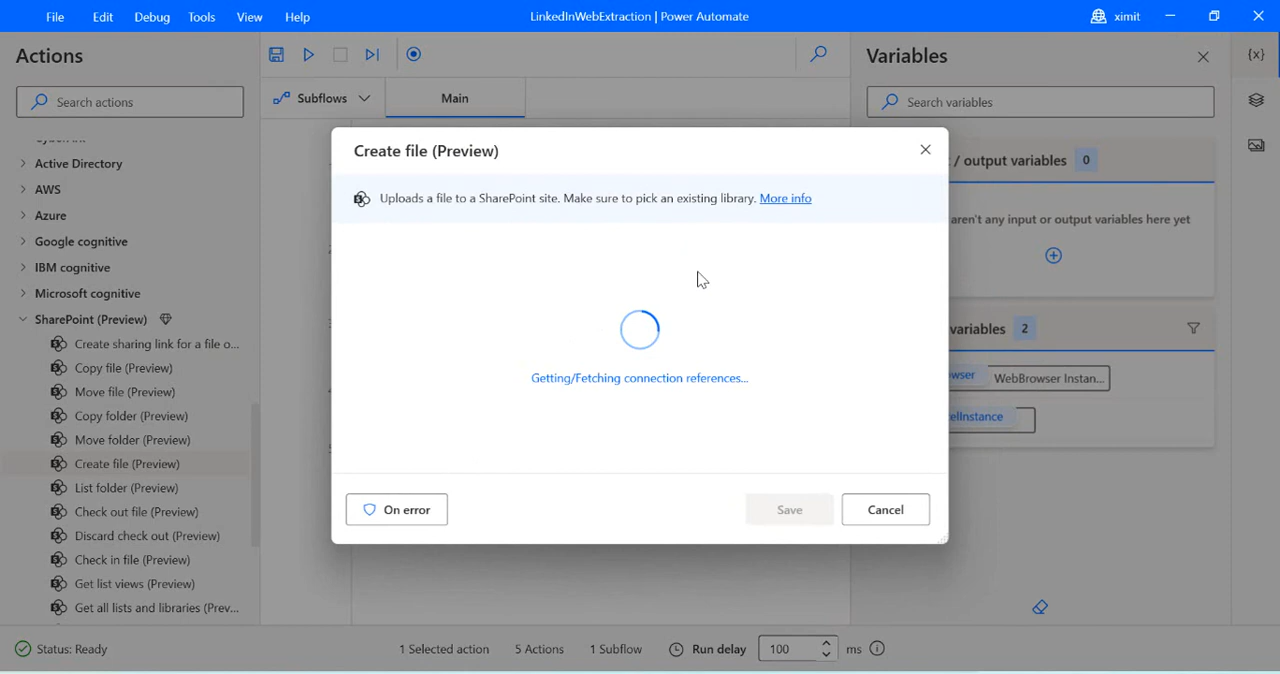 File Edit Debug Tools View Help
LinkedInWebExtraction | Power Automate
ximit
Actions
Search actions
Active Directory
AWS
Azure
Google cognitive
IBM cognitive
Microsoft cognitive
SharePoint (Preview)
Create sharing link for a file o...
Copy file (Preview)
Move file (Preview)
Copy folder (Preview)
Move folder (Preview)
Create file (Preview)
List folder (Preview)
Check out file (Preview)
Discard check out (Preview)
Check in file (Preview)
Get list views (Preview)
Get all lists and libraries (Prev...
Subflows
Main
Create file (Preview)
Uploads a file to a SharePoint site. Make sure to pick an existing library. More info
Getting/Fetching connection references...
On error
Save
Cancel
Variables
{x}
Search variables
/ output variables 0
aren't any input or output variables here yet
variables 2
WebBrowser Instan...
Status: Ready
1 Selected action
5 Actions
1 Subflow
Run delay
100
ms